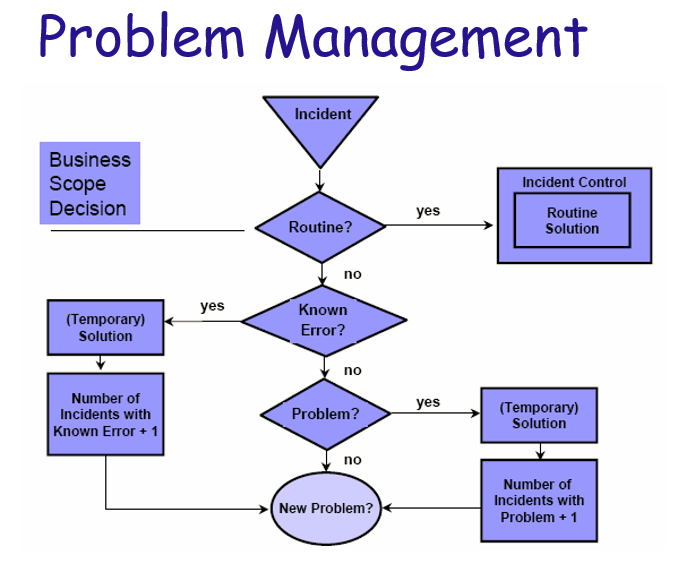 Problem Management
Incident
Business
Scope
Decision
Incident Control
Routine
Solution
Routine?
yes
no
Known
Error?
yes
(Temporary)
Solution
Number of
Incidents with
Known Error + 1
no
Problem?
yes
(Temporary)
Solution
Number of
Incidents with
Problem + 1
no
New Problem?